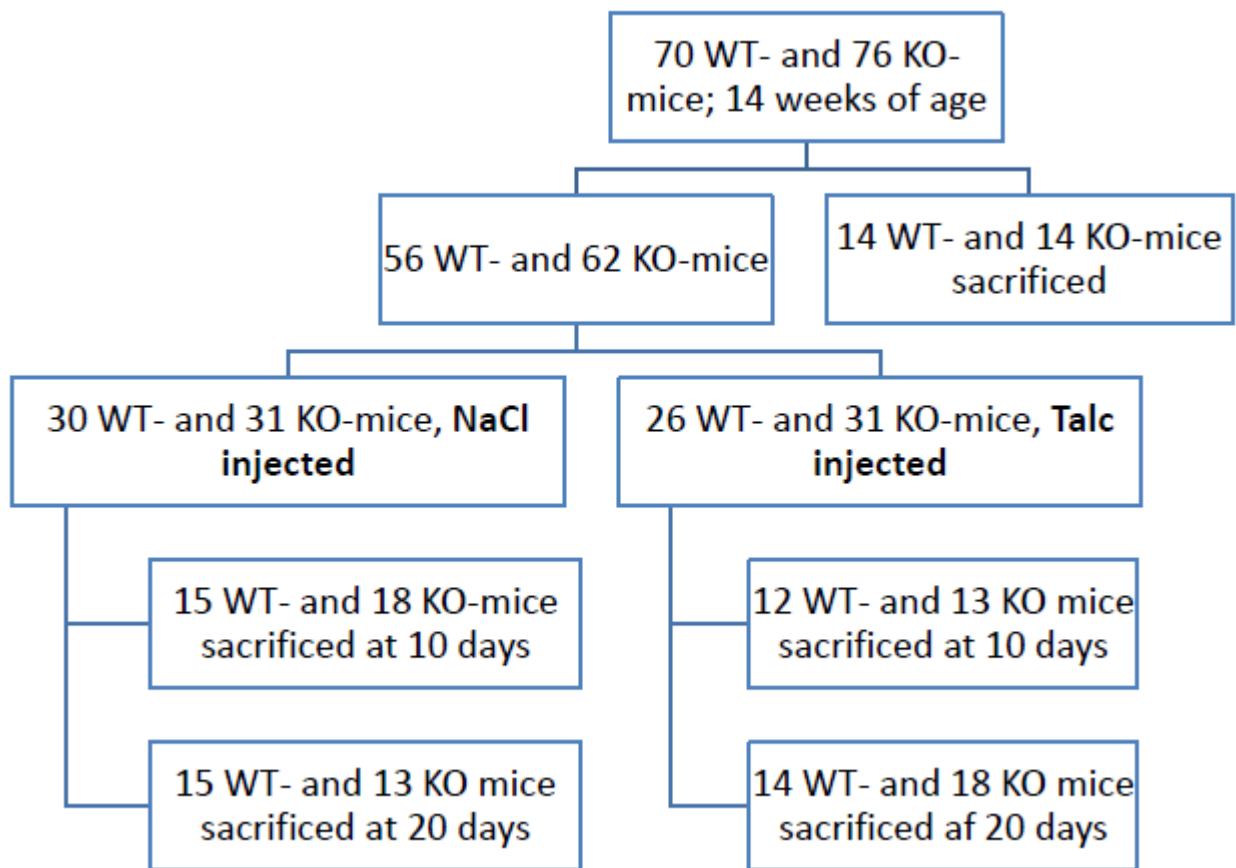 70 WT- and 76 KO-
mice; 14 weeks of age
56 WT- and 62 KO-mice
14 WT- and 14 KO-mice
sacrificed
30 WT- and 31 KO-mice, NaCl
injected
26 WT- and 31 KO-mice, Talc
injected
15 WT- and 18 KO-mice
sacrificed at 10 days
12 WT- and 13 KO mice
sacrificed at 10 days
15 WT- and 13 KO mice
sacrificed at 20 days
14 WT- and 18 KO mice
sacrificed af 20 days